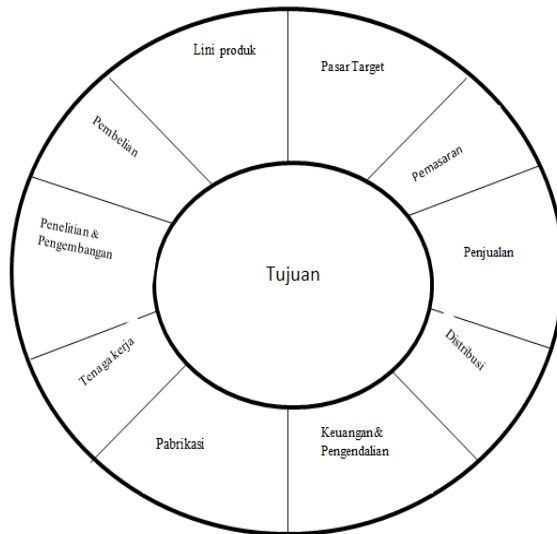 Lini produk
Pasar Target
Pemasaran
Penjualan
Distribusi
Keuangan&
Pengendalian
Pabrikasi
Tenaga kerja
Penelitian &
Pengembangan
Pembelian
Tujuan